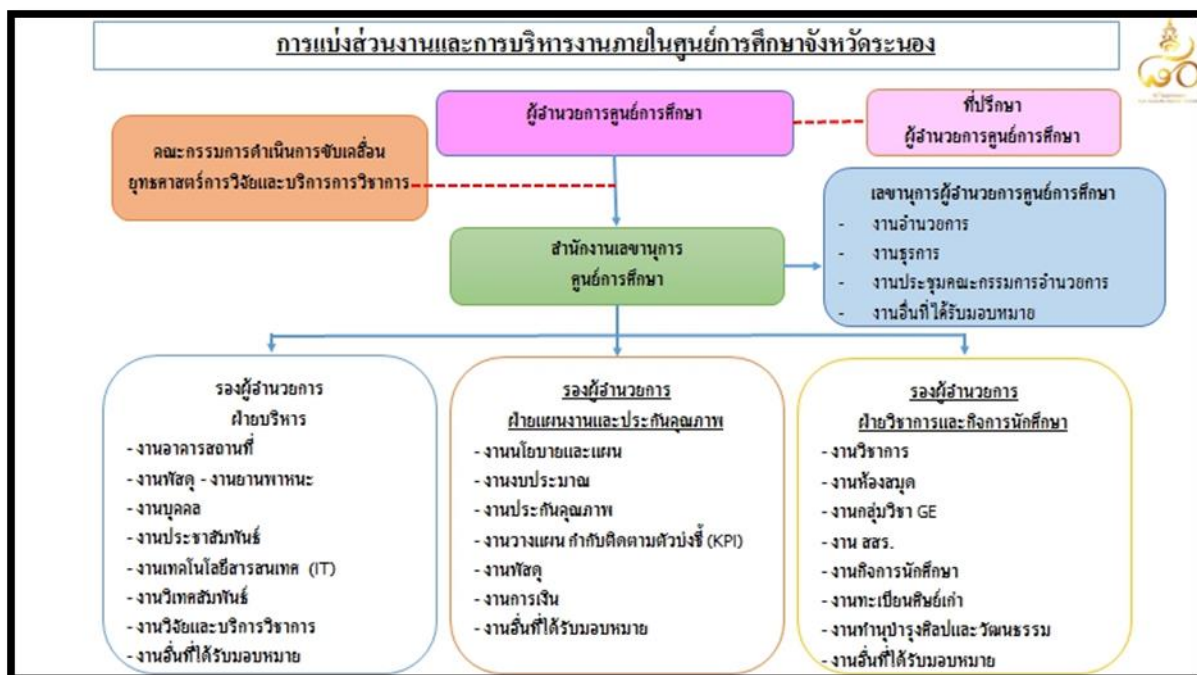 การแบ่งส่วนงานและการบริหารงานภายในศูนย์การศึกษาจังหวัดระนอง
ผู้อำนวยการศูนย์การศึกษา
ที่ปรึกษา
ผู้อำนวยการศูนย์การศึกษา
คณะกรรมการดำเนินการขับเคลื่อน
ยุทธศาสตร์การวิจัยและบริการการวิชาการ
เลขานุการผู้อำนวยการศูนย์การศึกษา
- งานอำนวยการ
- งานธุรการ
- งานประชุมคณะกรรมการอำนวยการ
- งานอื่นที่ได้รับมอบหมาย
สำนักงานเลขานุการ
ศูนย์การศึกษา
รองผู้อำนวยการ
ฝ่ายบริหาร
-งานอาคารสถานที่
-งานพัสดุ - งานยานพาหนะ
-งานบุคคล
-งานประชาสัมพันธ์
-งานเทคโนโลยีสารสนเทศ (IT)
-งานวิเทศสัมพันธ์
-งานวิจัยและบริการวิชาการ
-งานอื่นที่ได้รับมอบหมาย
รองผู้อำนวยการ
ฝ่ายแผนงานและประกันคุณภาพ
-งานนโยบายและแผน
-งานงบประมาณ
-งานประกันคุณภาพ
-งานวางแผน กำกับติดตามตัวบ่งชี้ (KPI)
-งานพัสดุ
-งานการเงิน
-งานอื่นที่ได้รับมอบหมาย
รองผู้อำนวยการ
ฝ่ายวิชาการและกิจการนักศึกษา
-งานวิชาการ
-งานห้องสมุด
-งานกลุ่มวิชา GE
-งาน สสร.
-งานกิจการนักศึกษา
-งานทะเบียนศิษย์เก่า
-งานทำนุบำรุงศิลปและวัฒนธรรม
-งานอื่นที่ได้รับมอบหมาย